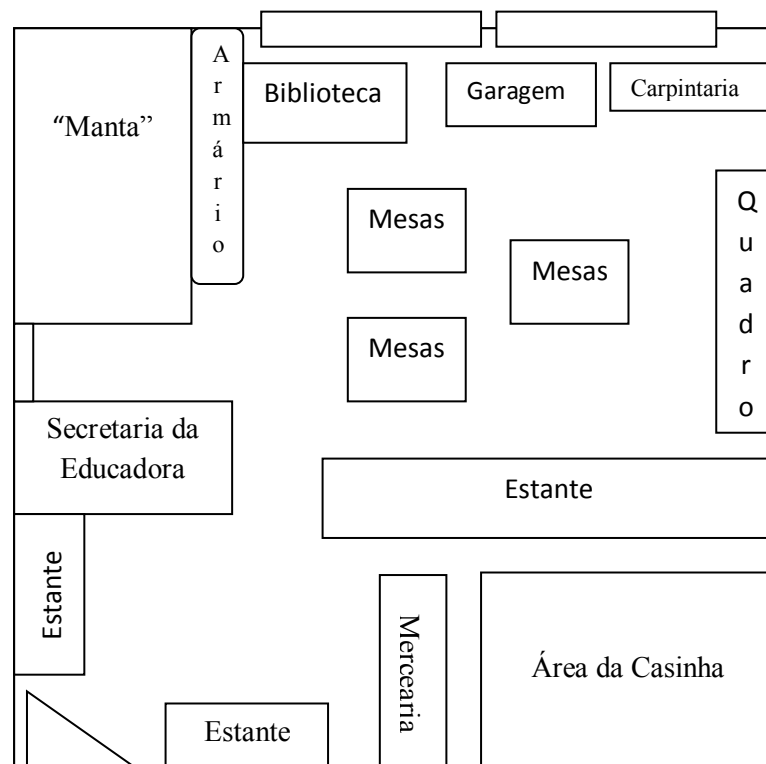 Armário
Biblioteca
Garagem
Carpintaria
“Manta”
Quadro
Mesas
Mesas
Mesas
Secretaria da
Educadora
Estante
Estante
Mercearia
Área da Casinha
Estante